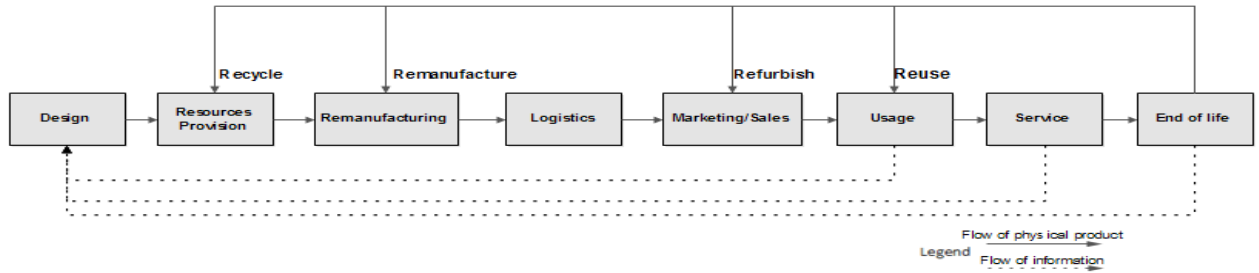 Recycle
Remanufacture
Refurbish
Reuse
Design
Resources
Provision
Remanufacturing
Logistics
Marketing/Sales
Usage
Service
End of life
Flow of physical product
Legend
Flow of information